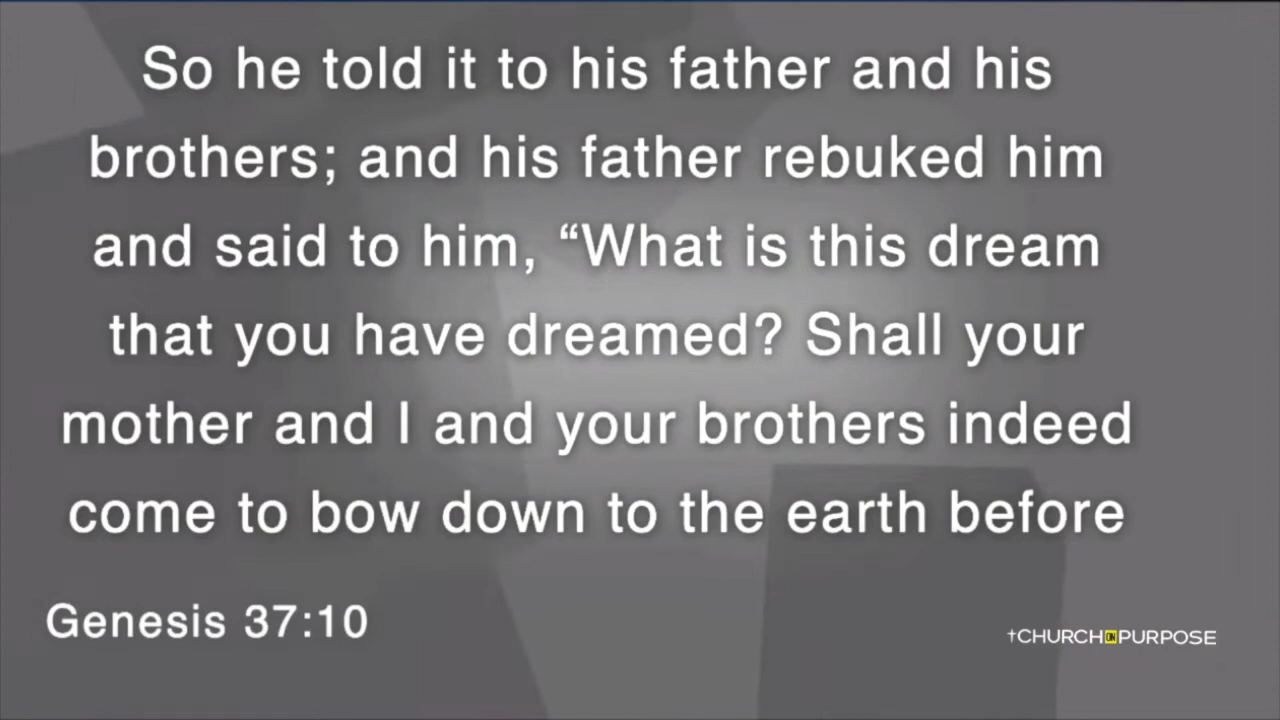 So he told it to his father and his
brothers; and his father rebuked him
and said to him, “What is this dream
that you have dreamed? Shall your
mother and I and your brothers indeed
come to bow down to the earth before
Genesis 37:10
†CHURCH ON PURPOSE